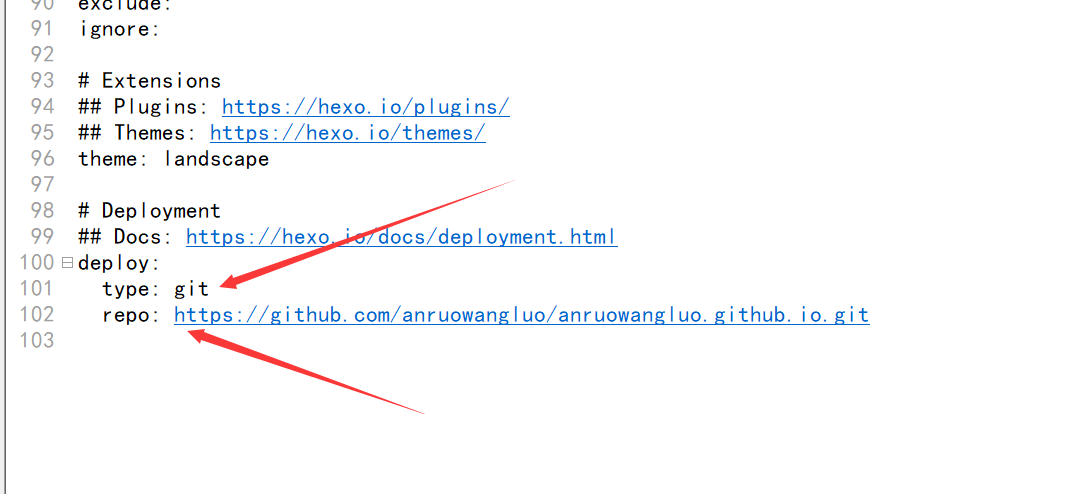 90 exclude:
91 ignore:
92
93 # Extensions
94 ## Plugins: https://hexo.io/plugins/
95 ## Themes: https://hexo.io/themes/
96 theme: landscape
97
98 # Deployment
99 ## Docs: https://hexo.io/docs/deployment.html
100 deploy:
101 type: git
102 repo: https://github.com/anruowangluo/anruowangluo.github.io.git
103